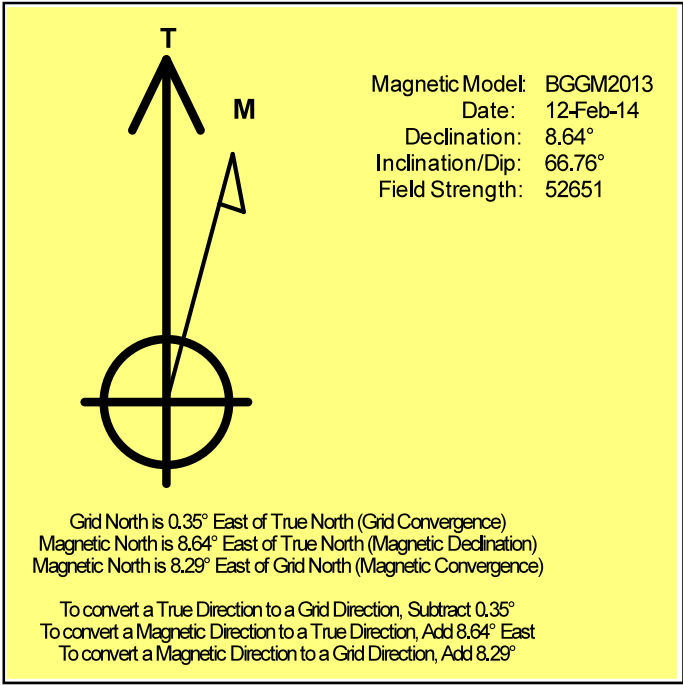 T
M
Magnetic Model: BGGM2013
Date: 12-Feb-14
Declination: 8.64°
Inclination/Dip: 66.76°
Field Strength: 52651
Grid North is 0.35° East of True North (Grid Convergence)
Magnetic North is 8.64° East of True North (Magnetic Declination)
Magnetic North is 8.29° East of Grid North (Magnetic Convergence)
To convert a True Direction to a Grid Direction, Subtract 0.35°
To convert a Magnetic Direction to a True Direction, Add 8.64° East
To convert a Magnetic Direction to a Grid Direction, Add 8.29°